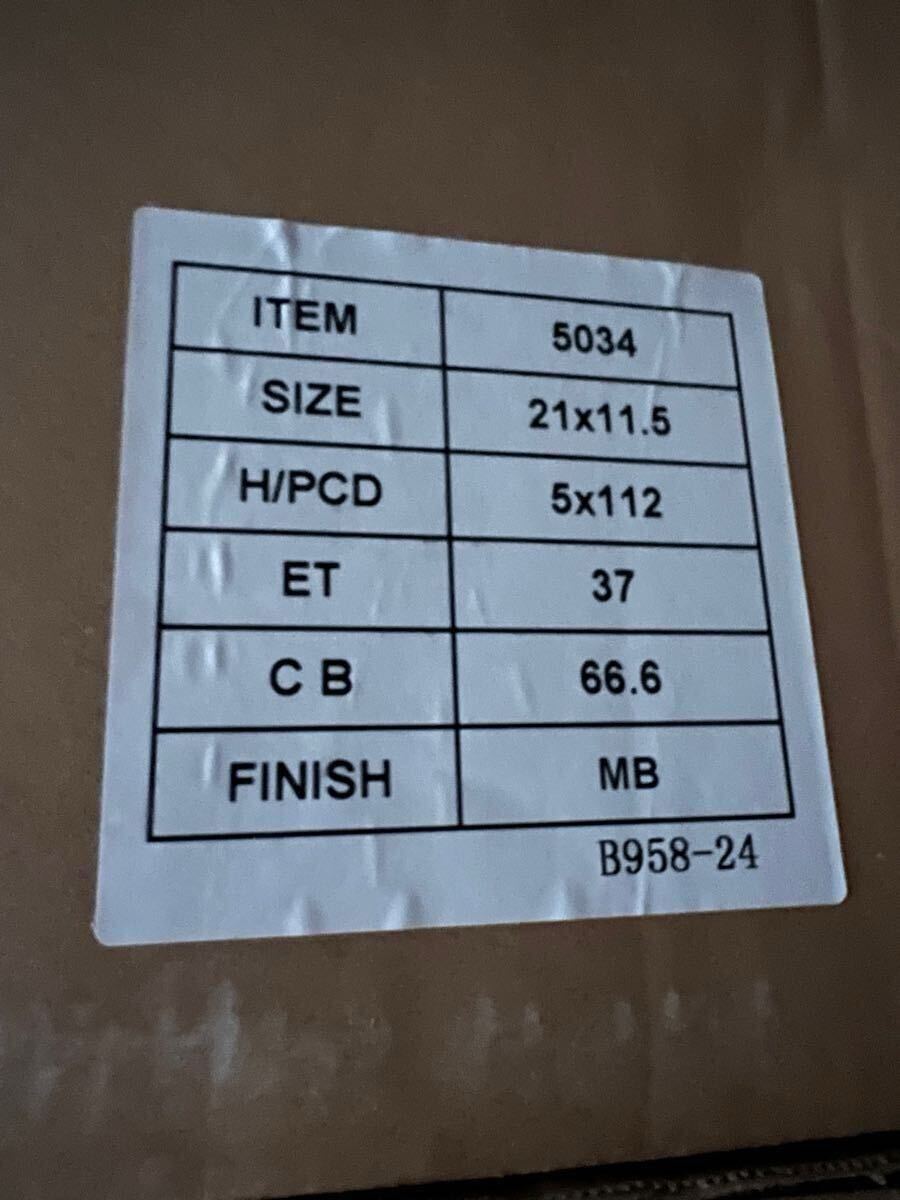 ITEM 5034
SIZE 21x11.5
H/PCD 5x112
ET 37
C B 66.6
FINISH MB
B958-24